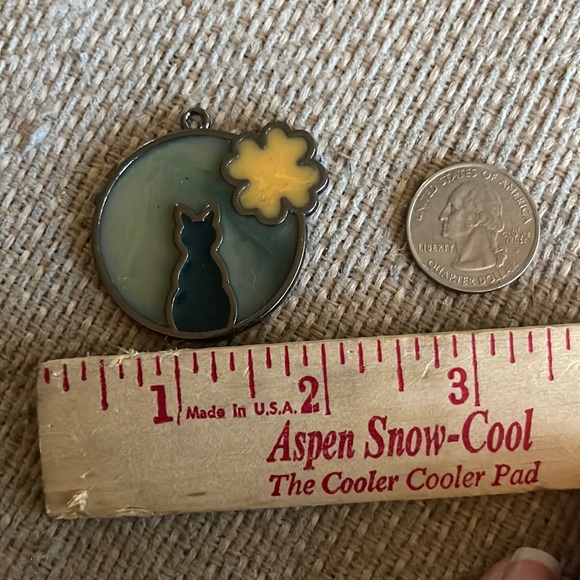 UNITED STATES OF AMERICA
LIBERTY
QUARTER DOLLAR
1 2 3
Made in U.S.A.
Aspen Snow-Cool
The Cooler Cooler Pad